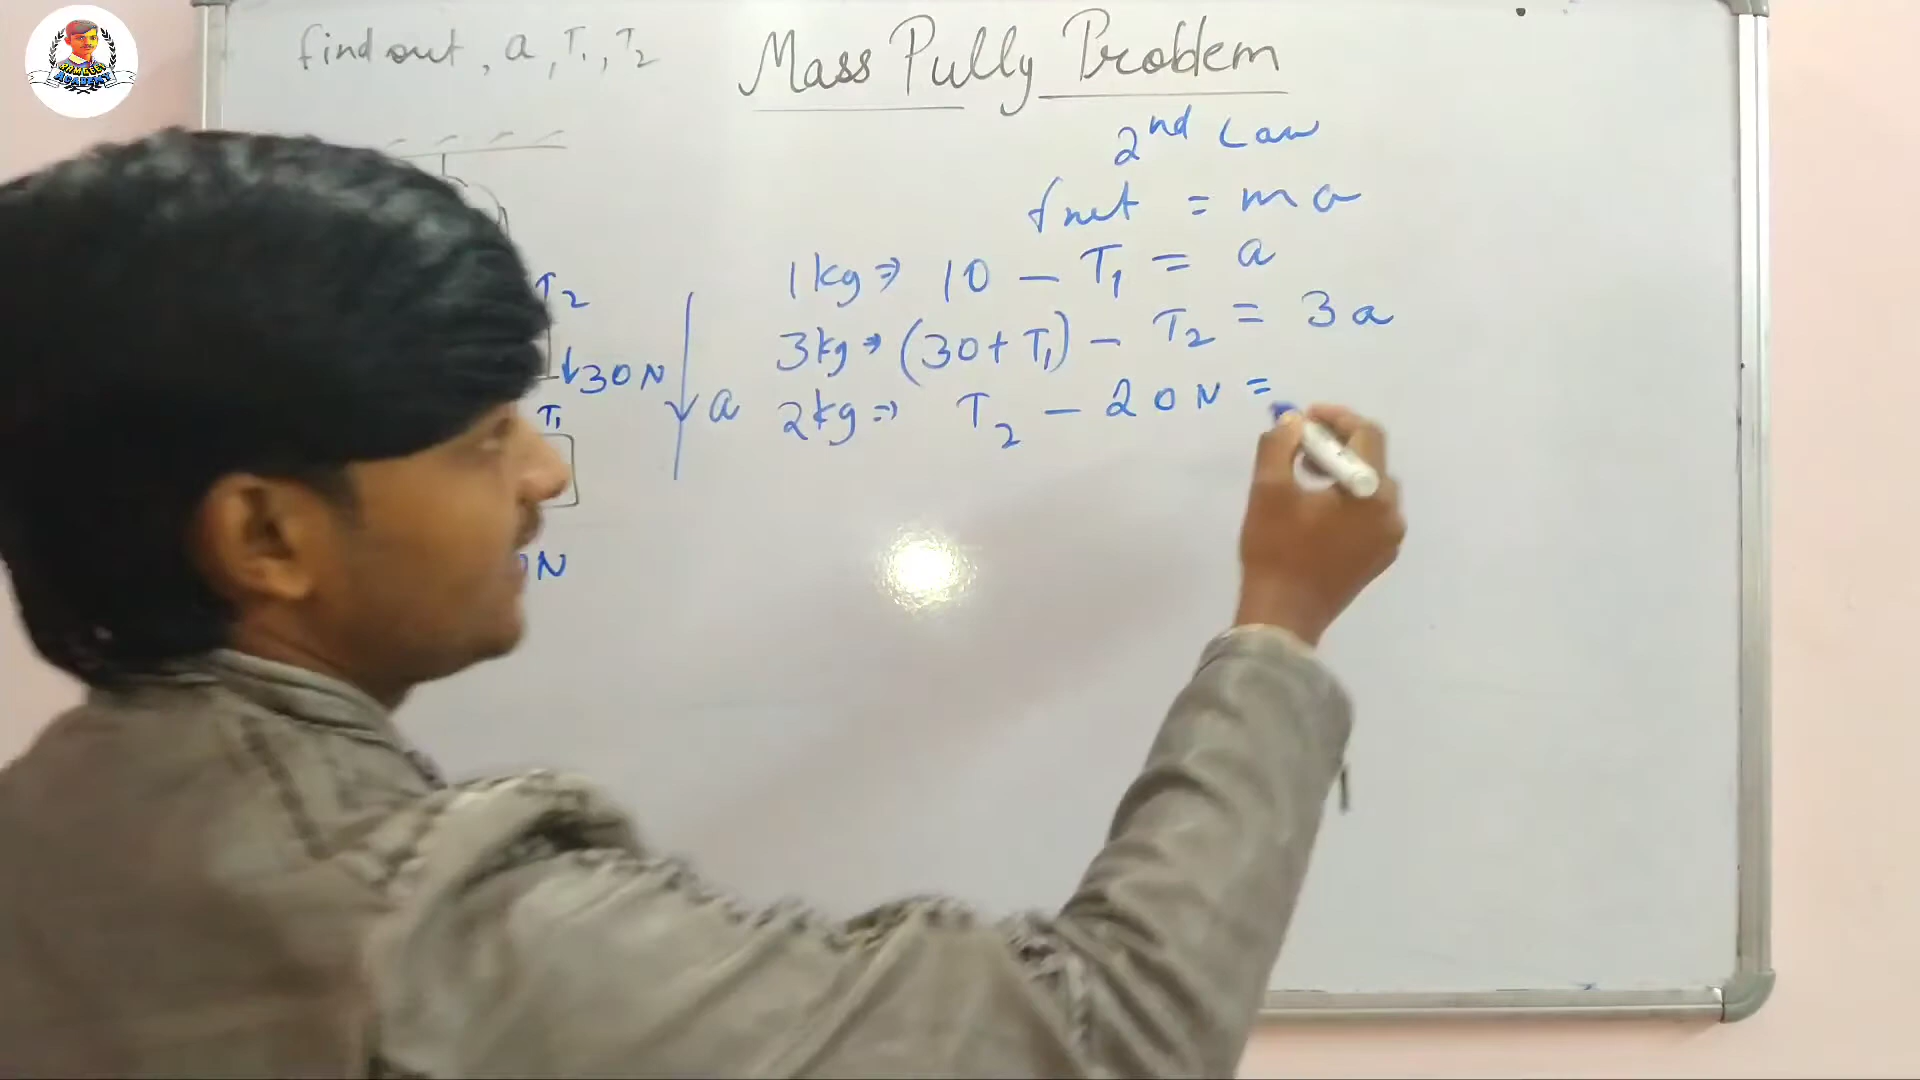 find out, a, T₁, T₂
Mass Pully Problem
2nd Law
fnet = ma
1kg ⇒ 10 − T₁ = a
3kg ⇒ (30 + T₁) − T₂ = 3a
2kg ⇒ T₂ − 20N =
T₂
↓30N
a
T₁
N
ACADEMY